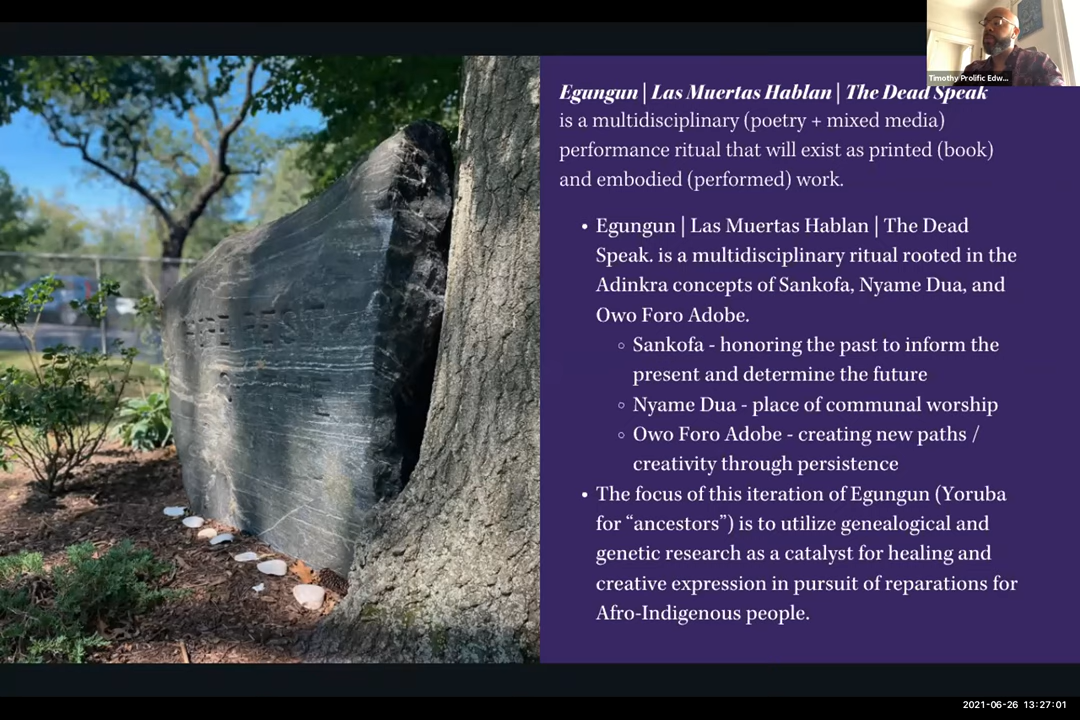 Timothy Prolific Edw...
Egungun | Las Muertas Hablan | The Dead Speak
is a multidisciplinary (poetry + mixed media)
performance ritual that will exist as printed (book)
and embodied (performed) work.
• Egungun | Las Muertas Hablan | The Dead
Speak. is a multidisciplinary ritual rooted in the
Adinkra concepts of Sankofa, Nyame Dua, and
Owo Foro Adobe.
◦ Sankofa - honoring the past to inform the
present and determine the future
◦ Nyame Dua - place of communal worship
◦ Owo Foro Adobe - creating new paths /
creativity through persistence
• The focus of this iteration of Egungun (Yoruba
for “ancestors”) is to utilize genealogical and
genetic research as a catalyst for healing and
creative expression in pursuit of reparations for
Afro-Indigenous people.
2021-06-26 13:27:01